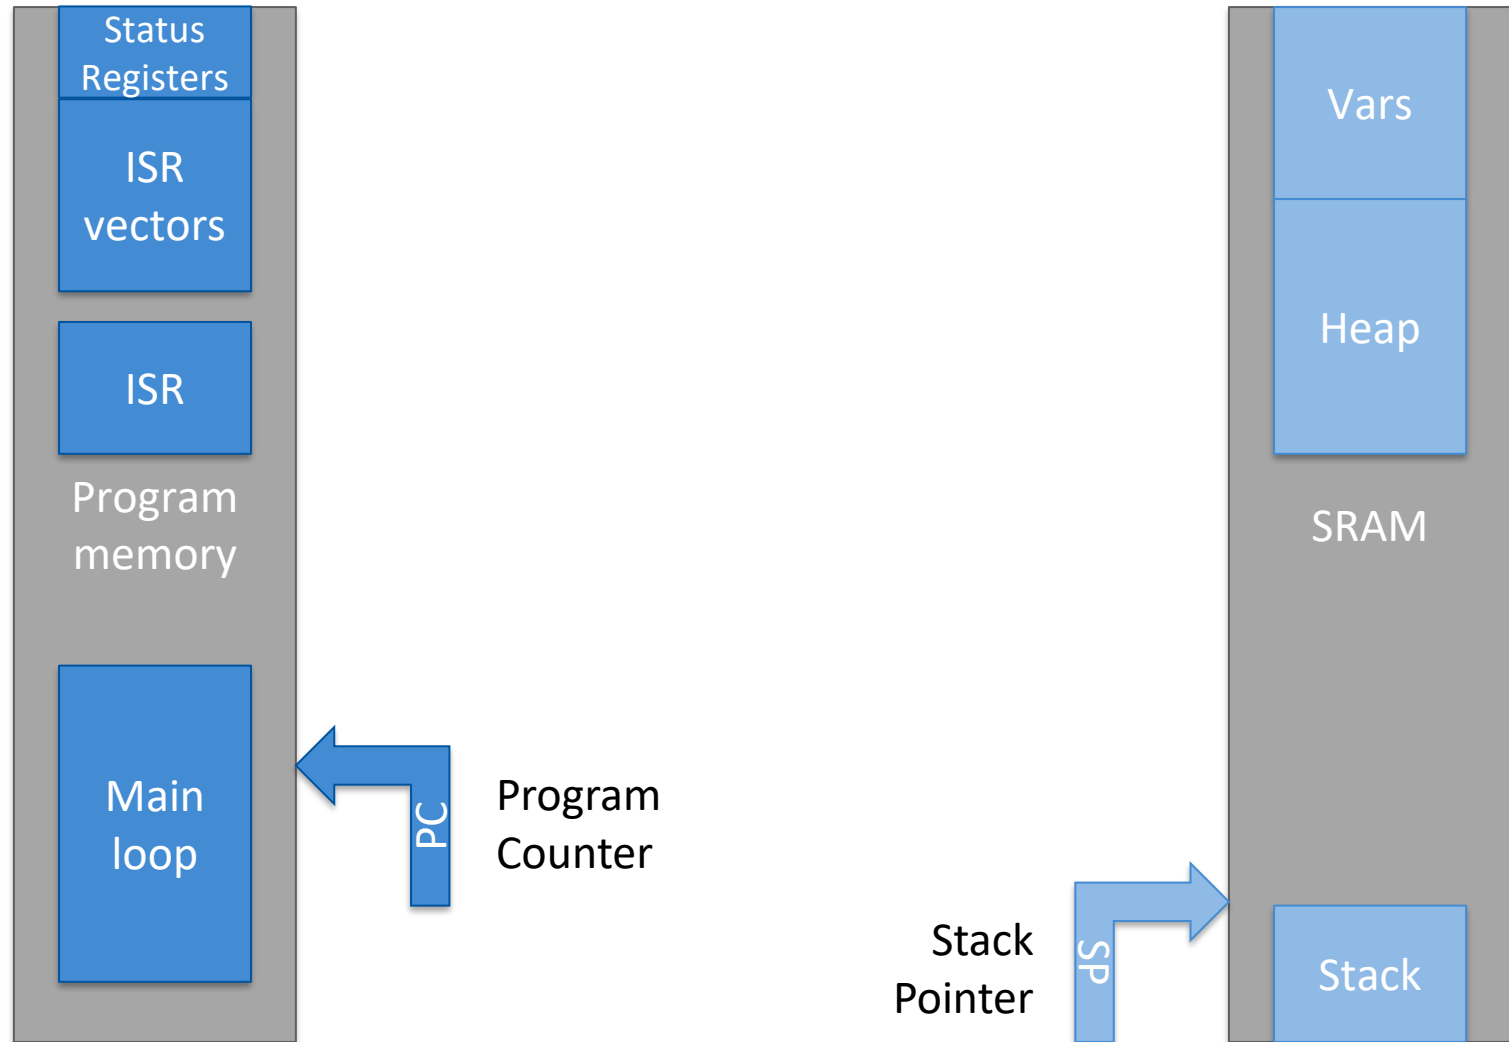 Status
Registers
ISR
vectors
ISR
Program
memory
Main
loop
PC
Program
Counter
Vars
Heap
SRAM
Stack
Pointer
SP
Stack